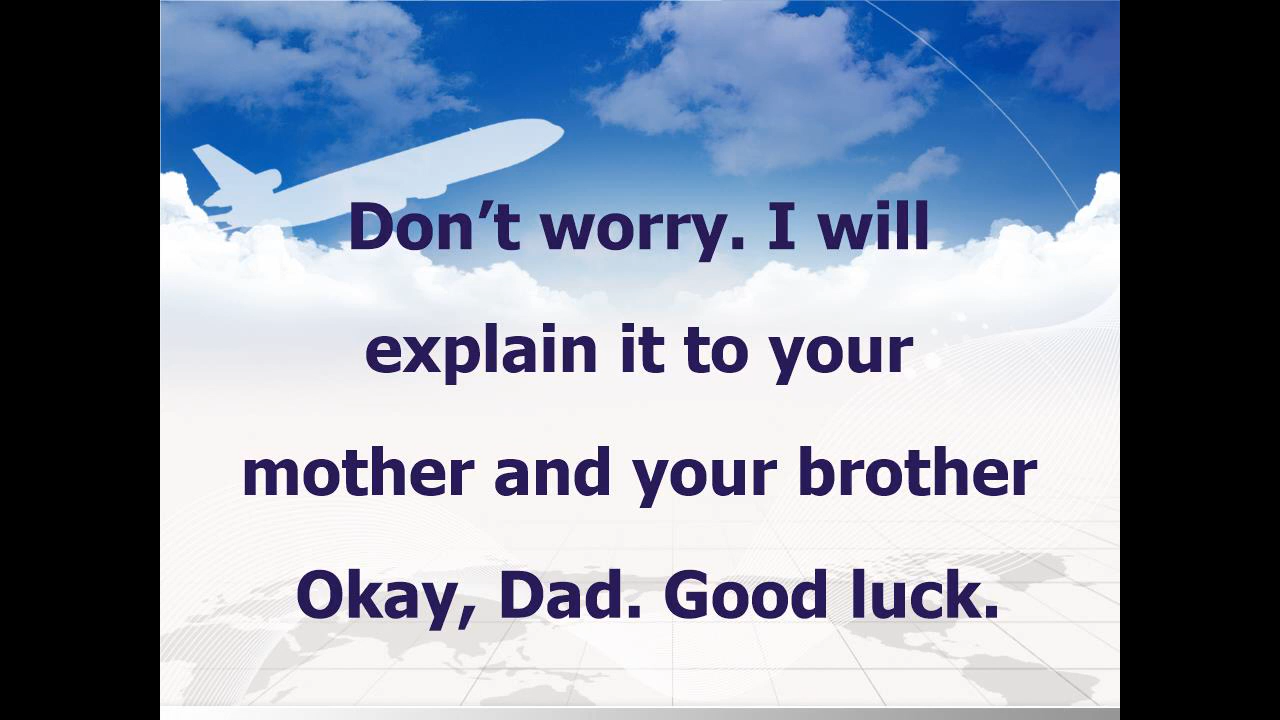 Don’t worry. I will
explain it to your
mother and your brother
Okay, Dad. Good luck.